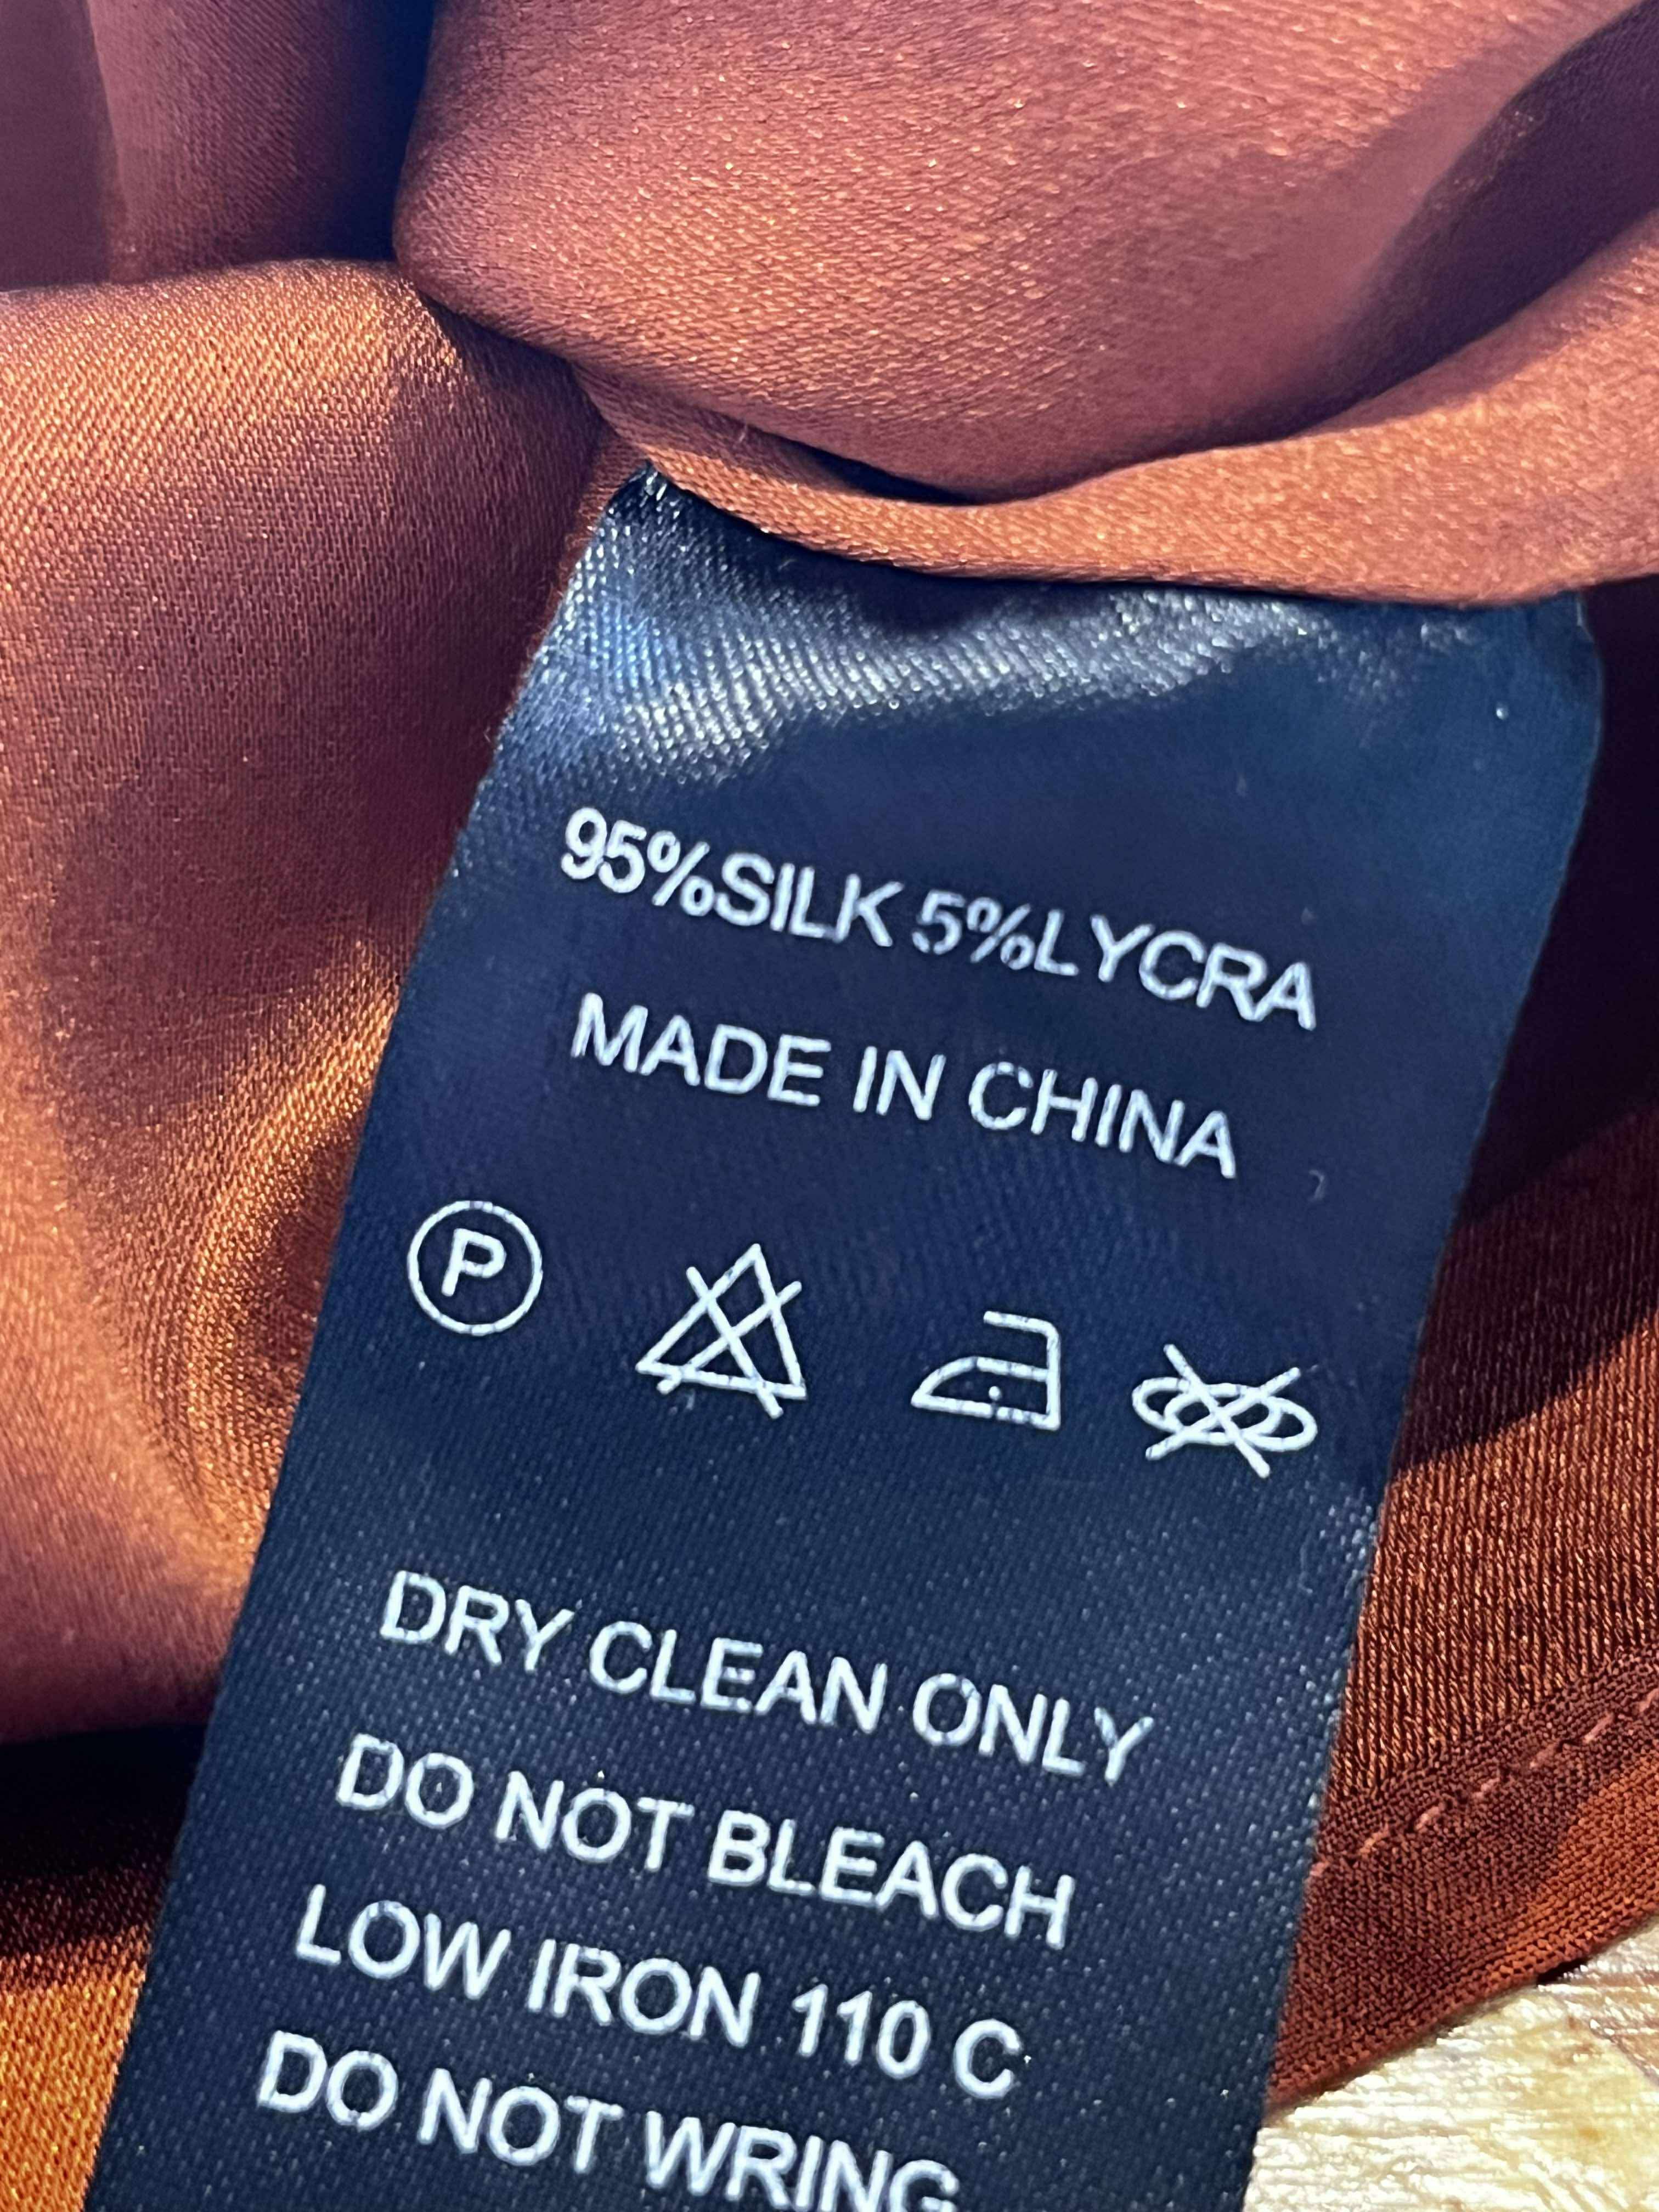 95%SILK 5%LYCRA
MADE IN CHINA
P
DRY CLEAN ONLY
DO NOT BLEACH
LOW IRON 110 C
DO NOT WRING